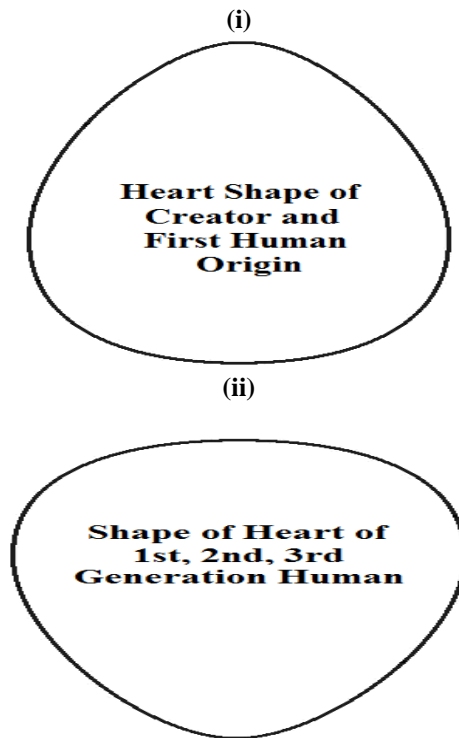 (i)
Heart Shape of
Creator and
First Human
Origin
(ii)
Shape of Heart of
1st, 2nd, 3rd
Generation Human